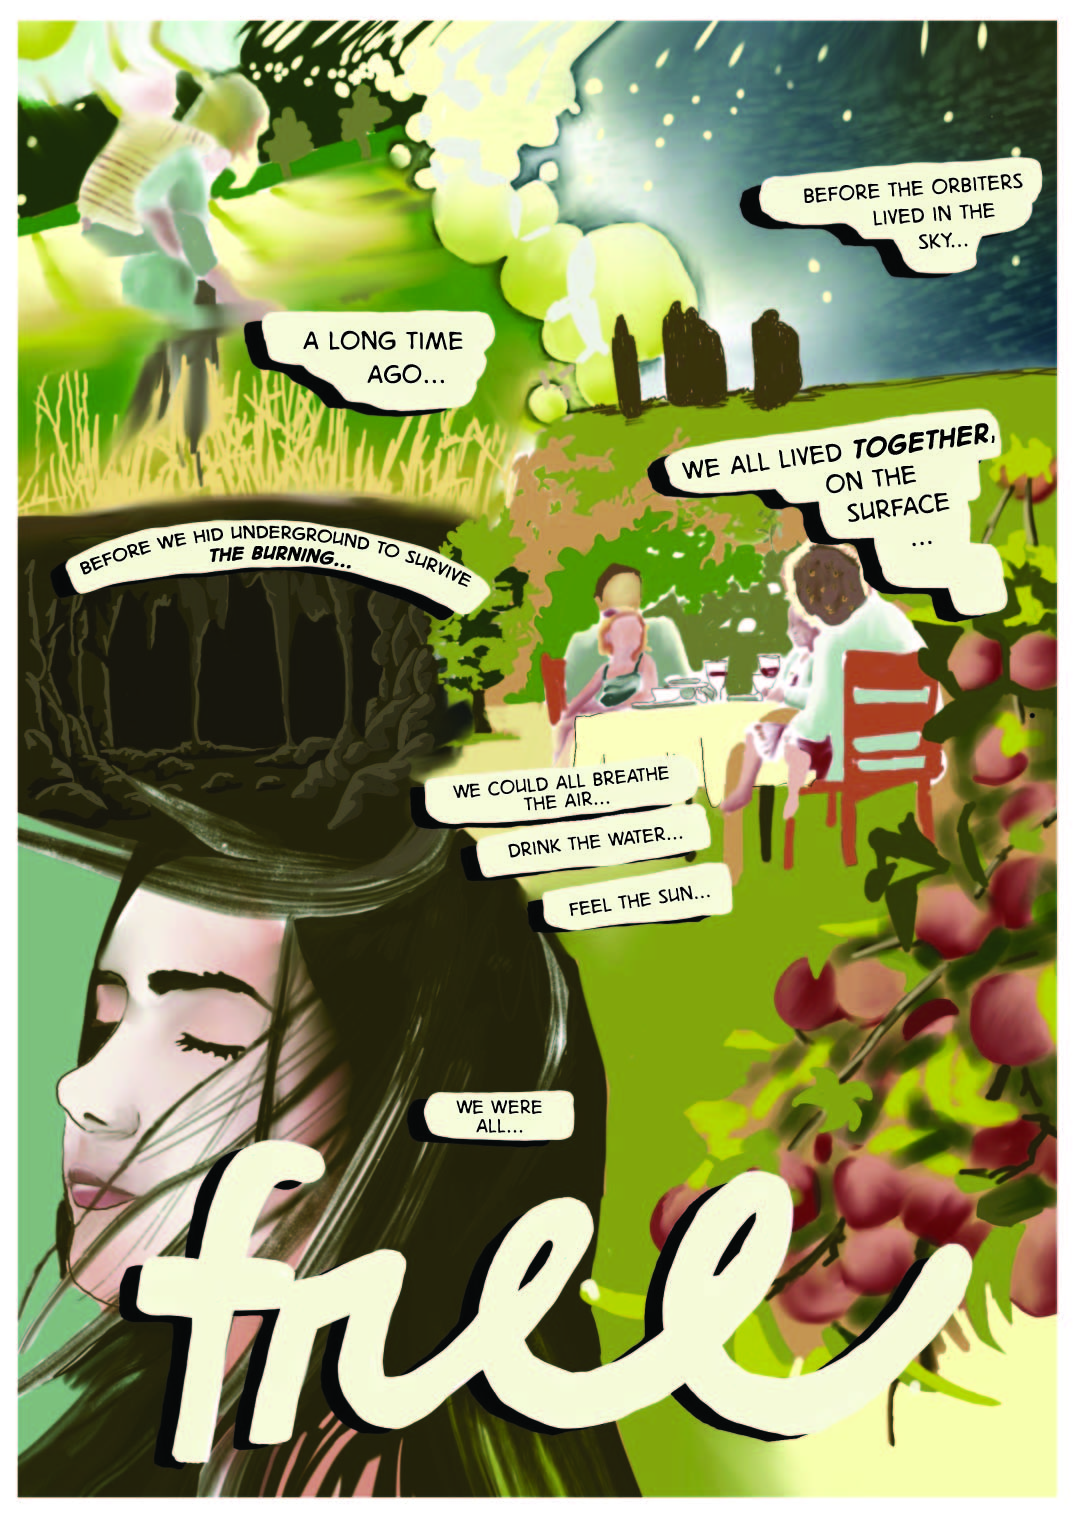 A LONG TIME
AGO...
BEFORE THE ORBITERS
LIVED IN THE
SKY...
BEFORE WE HID UNDERGROUND TO SURVIVE
THE BURNING...
WE ALL LIVED TOGETHER,
ON THE
SURFACE
...
WE COULD ALL BREATHE
THE AIR...
DRINK THE WATER...
FEEL THE SUN...
WE WERE
ALL...
free